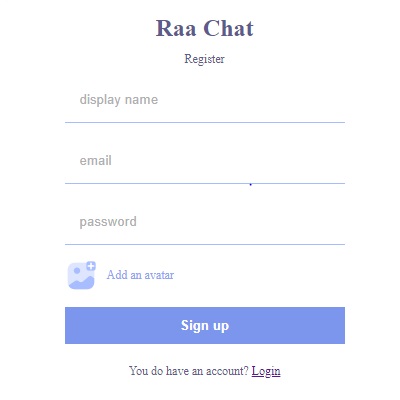 Raa Chat
Register
display name
email
password
Add an avatar
Sign up
You do have an account? Login